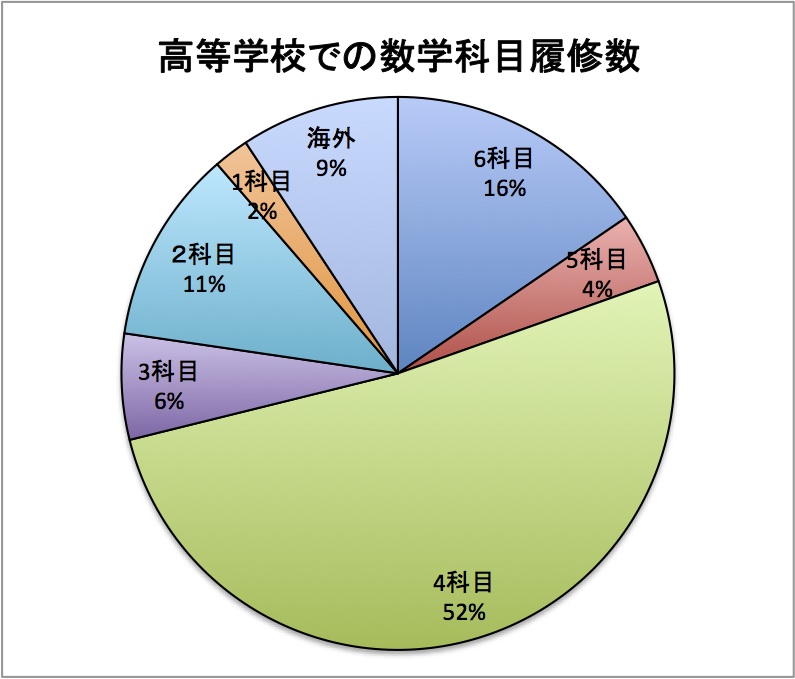 高等学校での数学科目履修数
6科目
16%
5科目
4%
4科目
52%
3科目
6%
２科目
11%
1科目
2%
海外
9%